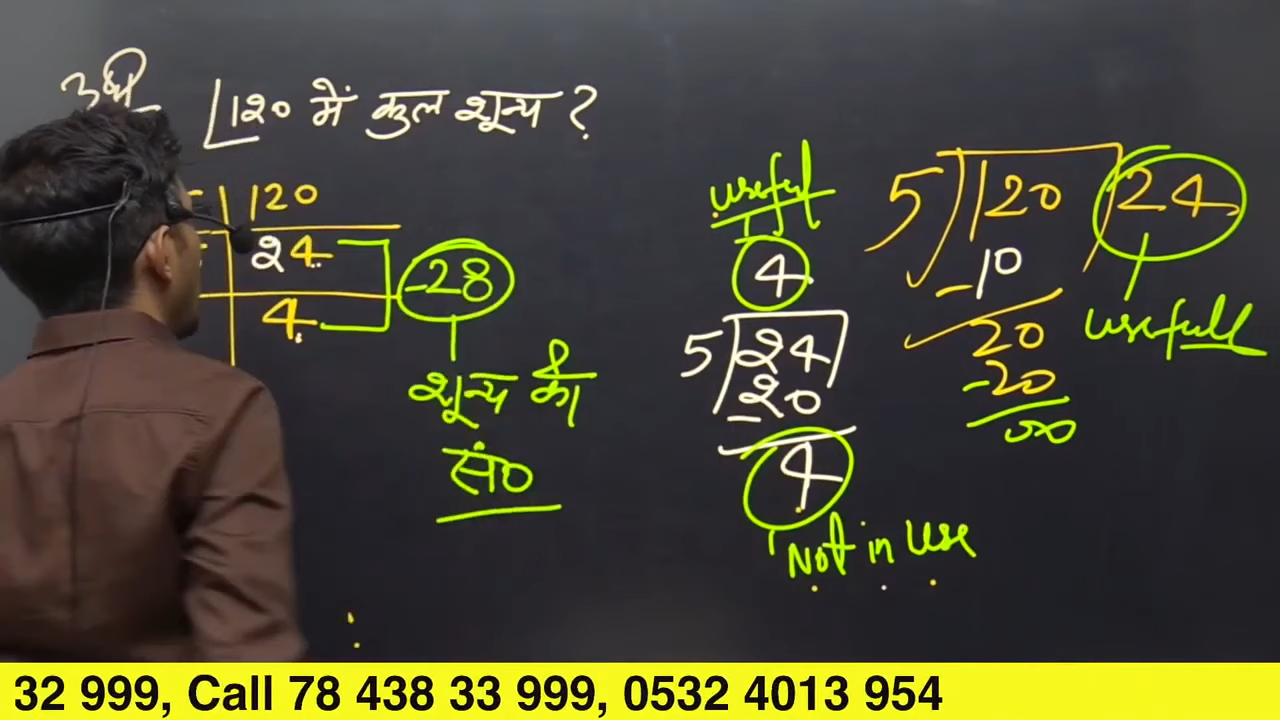 120 में कुल शून्य ?
120
24
4
28
शून्य की
सं०
useful
4
5 24
-20
4
Not in use
5 120 24
-10
20
-20
00
usefull
32 999, Call 78 438 33 999, 0532 4013 954